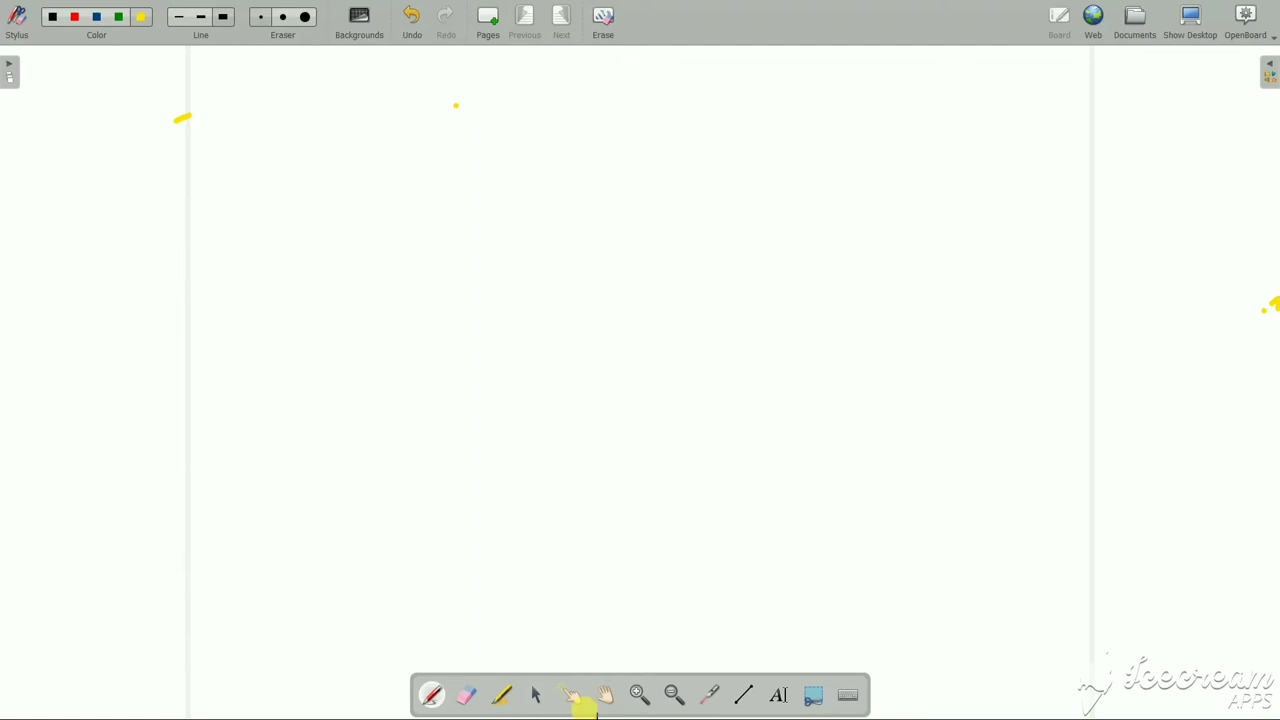 Stylus Color Line Eraser Backgrounds Undo Redo Pages Previous Next Erase Board Web Documents Show Desktop OpenBoard
AI
Icecream
APPS